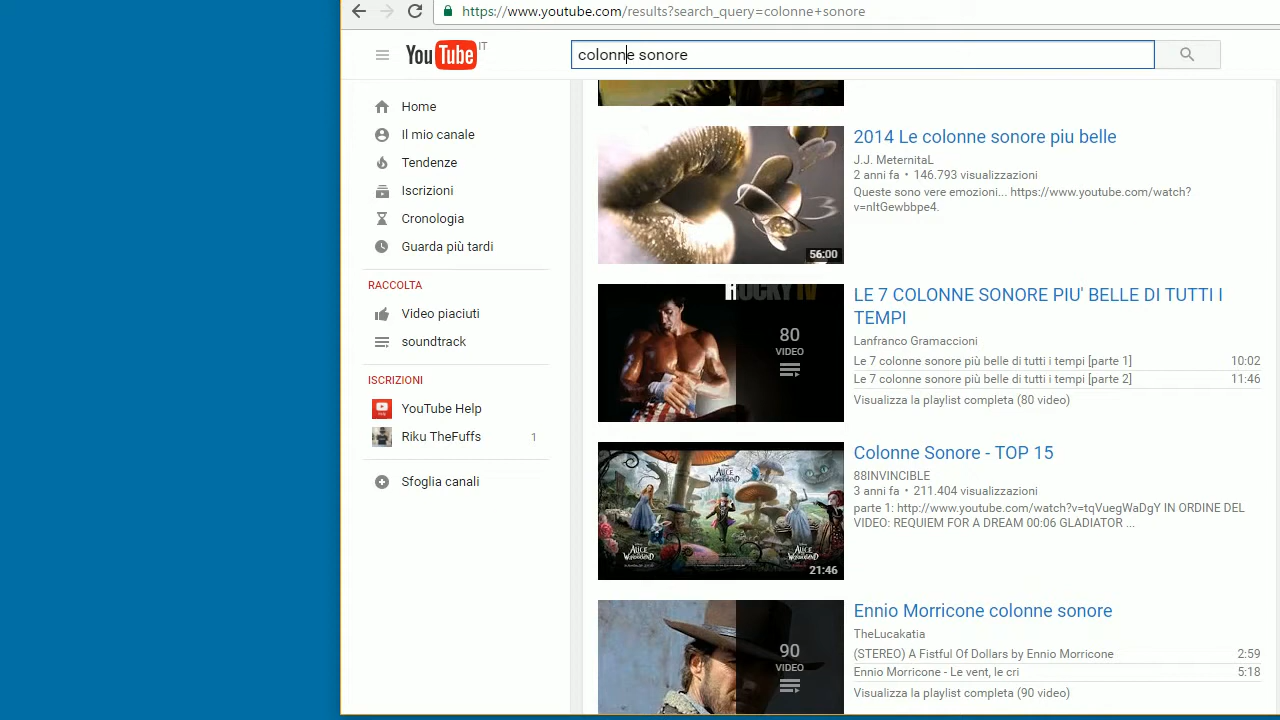 https://www.youtube.com/results?search_query=colonne+sonore
YouTube IT
colonne sonore
Home
Il mio canale
Tendenze
Iscrizioni
Cronologia
Guarda più tardi
RACCOLTA
Video piaciuti
soundtrack
ISCRIZIONI
YouTube Help
Riku TheFuffs 1
Sfoglia canali
2014 Le colonne sonore piu belle
J.J. MeternitaL
2 anni fa • 146.793 visualizzazioni
Queste sono vere emozioni... https://www.youtube.com/watch?
v=nItGewbbpe4.
56:00
ROCKY IV
80
VIDEO
LE 7 COLONNE SONORE PIU' BELLE DI TUTTI I
TEMPI
Lanfranco Gramaccioni
Le 7 colonne sonore più belle di tutti i tempi [parte 1] 10:02
Le 7 colonne sonore più belle di tutti i tempi [parte 2] 11:46
Visualizza la playlist completa (80 video)
ALICE
ALICE
ALICE
21:46
Colonne Sonore - TOP 15
88INVINCIBLE
3 anni fa • 211.404 visualizzazioni
parte 1: http://www.youtube.com/watch?v=tqVuegWaDgY IN ORDINE DEL
VIDEO: REQUIEM FOR A DREAM 00:06 GLADIATOR ...
90
VIDEO
Ennio Morricone colonne sonore
TheLucakatia
(STEREO) A Fistful Of Dollars by Ennio Morricone 2:59
Ennio Morricone - Le vent, le cri
Visualizza la playlist completa (90 video)